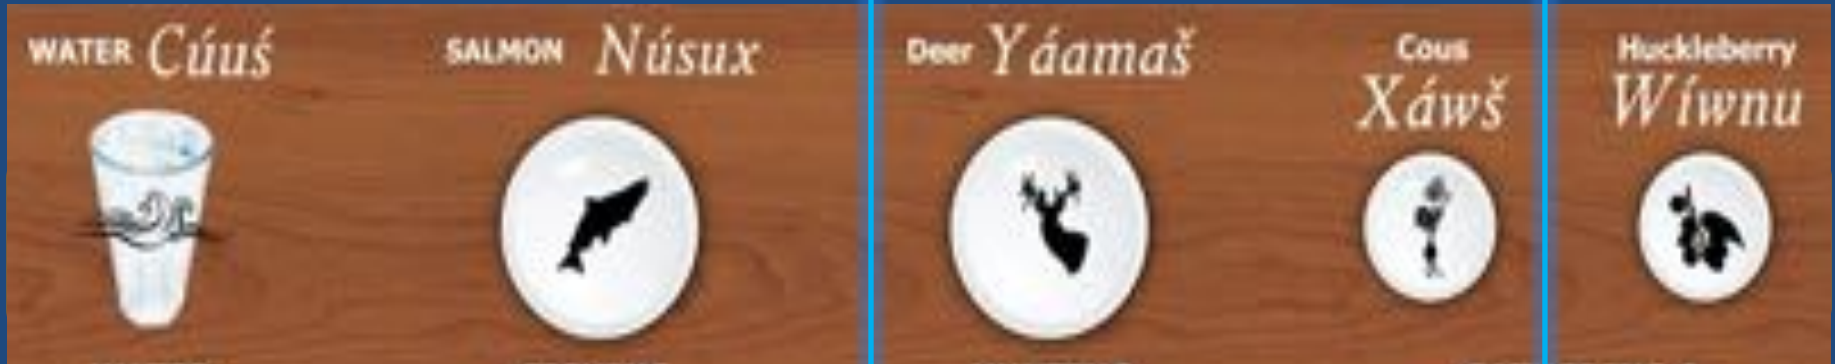 WATER Cúuś
SALMON Núsux
Deer Yáamaš
Cous
Xáwš
Huckleberry
Wíwnu